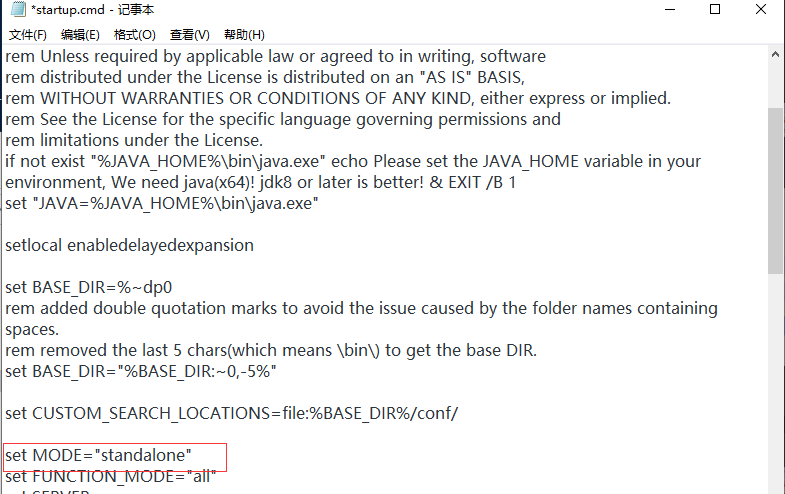 *startup.cmd - 记事本
文件(F) 编辑(E) 格式(O) 查看(V) 帮助(H)
rem Unless required by applicable law or agreed to in writing, software
rem distributed under the License is distributed on an "AS IS" BASIS,
rem WITHOUT WARRANTIES OR CONDITIONS OF ANY KIND, either express or implied.
rem See the License for the specific language governing permissions and
rem limitations under the License.
if not exist "%JAVA_HOME%\bin\java.exe" echo Please set the JAVA_HOME variable in your
environment, We need java(x64)! jdk8 or later is better! & EXIT /B 1
set "JAVA=%JAVA_HOME%\bin\java.exe"
setlocal enabledelayedexpansion
set BASE_DIR=%~dp0
rem added double quotation marks to avoid the issue caused by the folder names containing
spaces.
rem removed the last 5 chars(which means \bin\) to get the base DIR.
set BASE_DIR="%BASE_DIR:~0,-5%"
set CUSTOM_SEARCH_LOCATIONS=file:%BASE_DIR%/conf/
set MODE="standalone"
set FUNCTION_MODE="all"
set SERVER